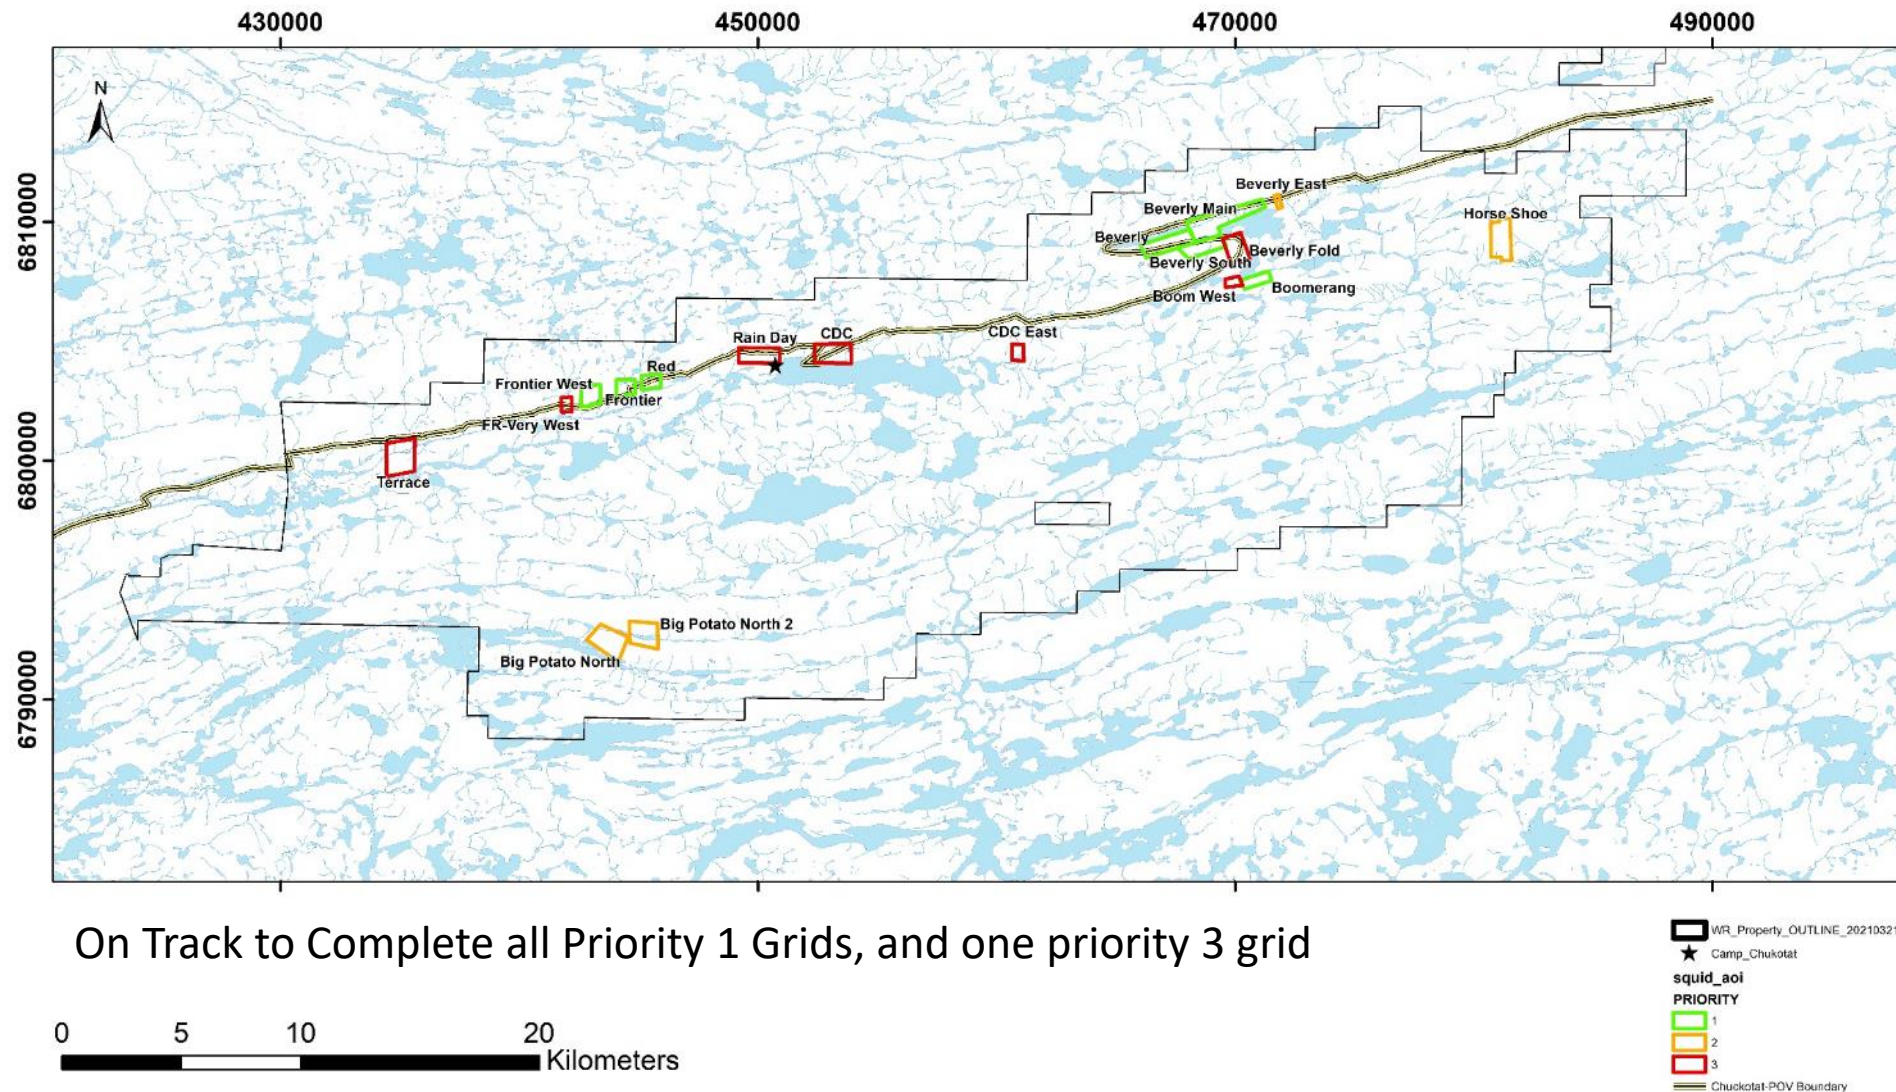 430000
450000
470000
490000
N
6810000
6800000
6790000
Beverly East
Beverly Main
Horse Shoe
Beverly
Beverly Fold
Beverly South
Boomerang
Boom West
CDC East
Rain Day
CDC
Red
Frontier West
Frontier
FR-Very West
Terrace
Big Potato North 2
Big Potato North
On Track to Complete all Priority 1 Grids, and one priority 3 grid
0 5 10 20
Kilometers
WR_Property_OUTLINE_20210321
Camp_Chukotat
squid_aoi
PRIORITY
1
2
3
Chuckotat-POV Boundary